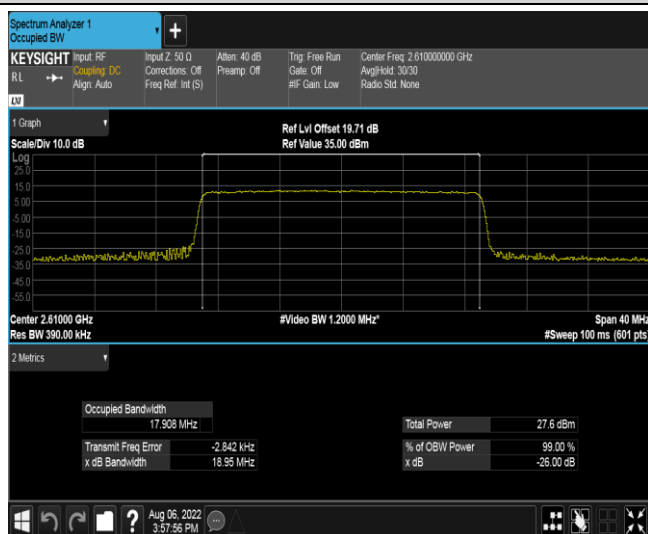 Spectrum Analyzer 1
Occupied BW
KEYSIGHT
RL
LXI
Input: RF
Coupling: DC
Align: Auto
Input Z: 50 Ω
Corrections: Off
Freq Ref: Int (S)
Atten: 40 dB
Preamp: Off
Trig: Free Run
Gate: Off
#IF Gain: Low
Center Freq: 2.610000000 GHz
Avg|Hold: 30/30
Radio Std: None
1 Graph
Scale/Div 10.0 dB
Ref Lvl Offset 19.71 dB
Ref Value 35.00 dBm
Log
25.0
15.0
5.00
-5.00
-15.0
-25.0
-35.0
-45.0
-55.0
Center 2.61000 GHz
Res BW 390.00 kHz
#Video BW 1.2000 MHz*
Span 40 MHz
#Sweep 100 ms (601 pts)
2 Metrics
Occupied Bandwidth
17.908 MHz
Transmit Freq Error -2.842 kHz
x dB Bandwidth 18.95 MHz
Total Power 27.6 dBm
% of OBW Power 99.00 %
x dB -26.00 dB
Aug 06, 2022
3:57:56 PM